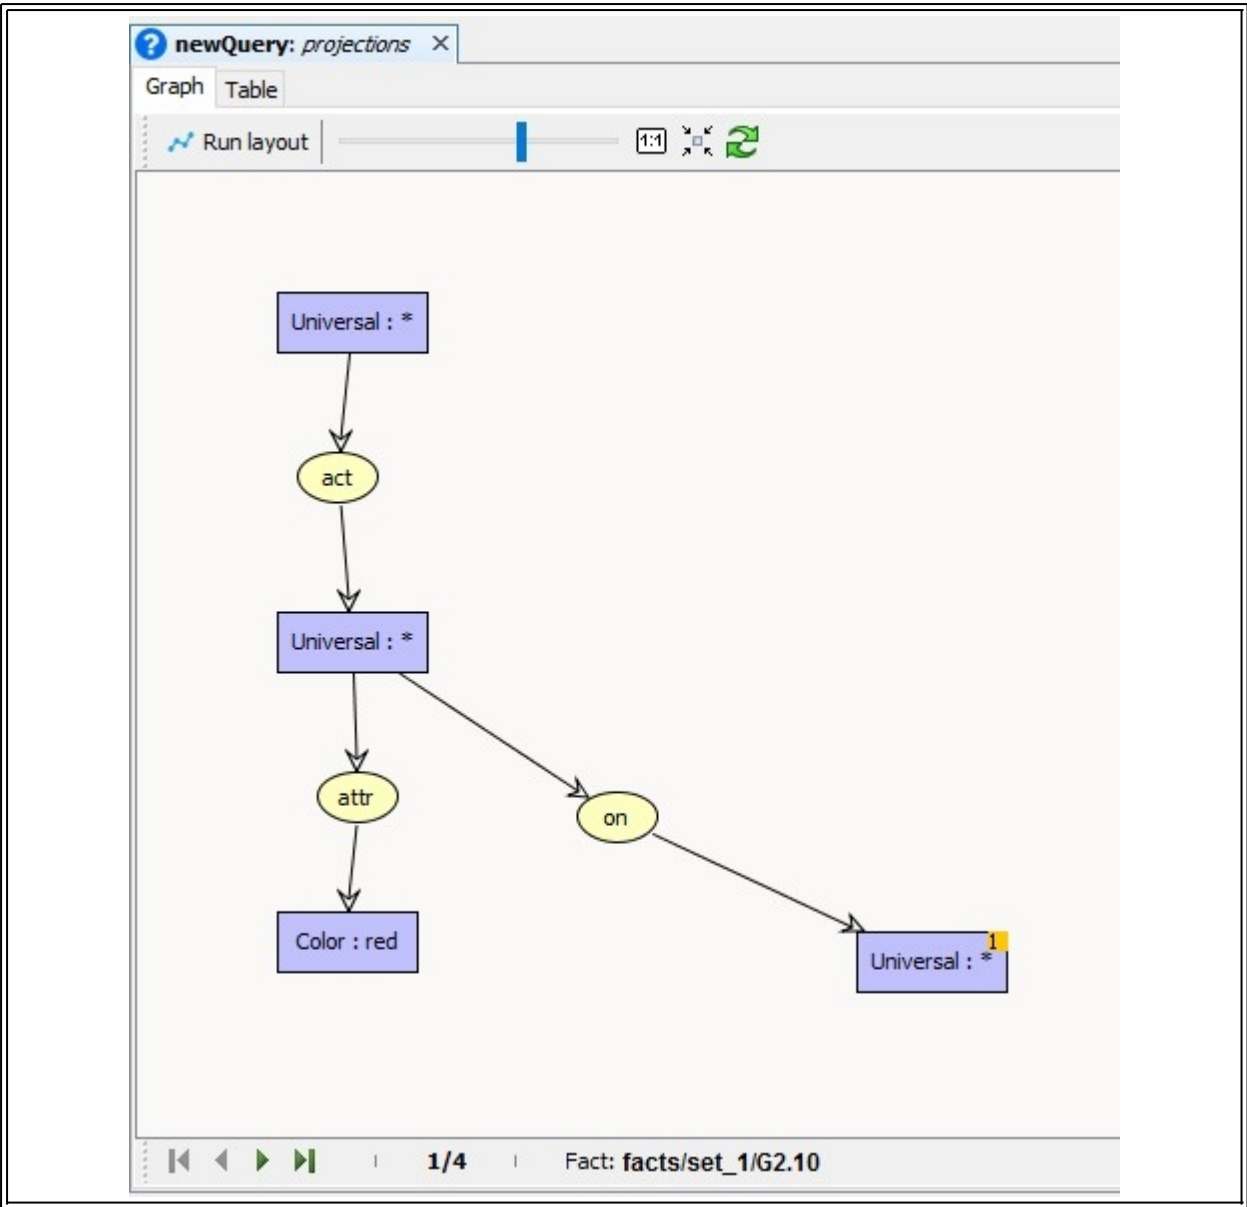 newQuery: projections
Graph Table
Run layout 1:1
Universal : *
act
Universal : *
attr
on
Color : red
1
Universal : *
1/4 Fact: facts/set_1/G2.10